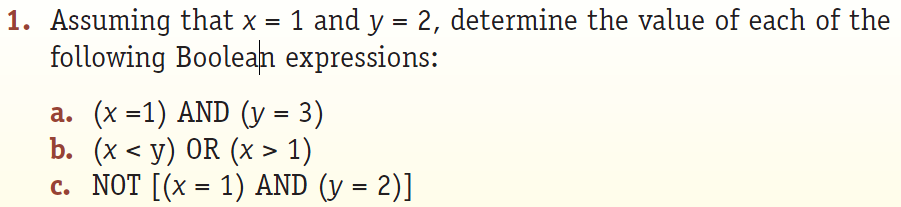 1. Assuming that x = 1 and y = 2, determine the value of each of the
following Boolean expressions:
a. (x =1) AND (y = 3)
b. (x < y) OR (x > 1)
c. NOT [(x = 1) AND (y = 2)]